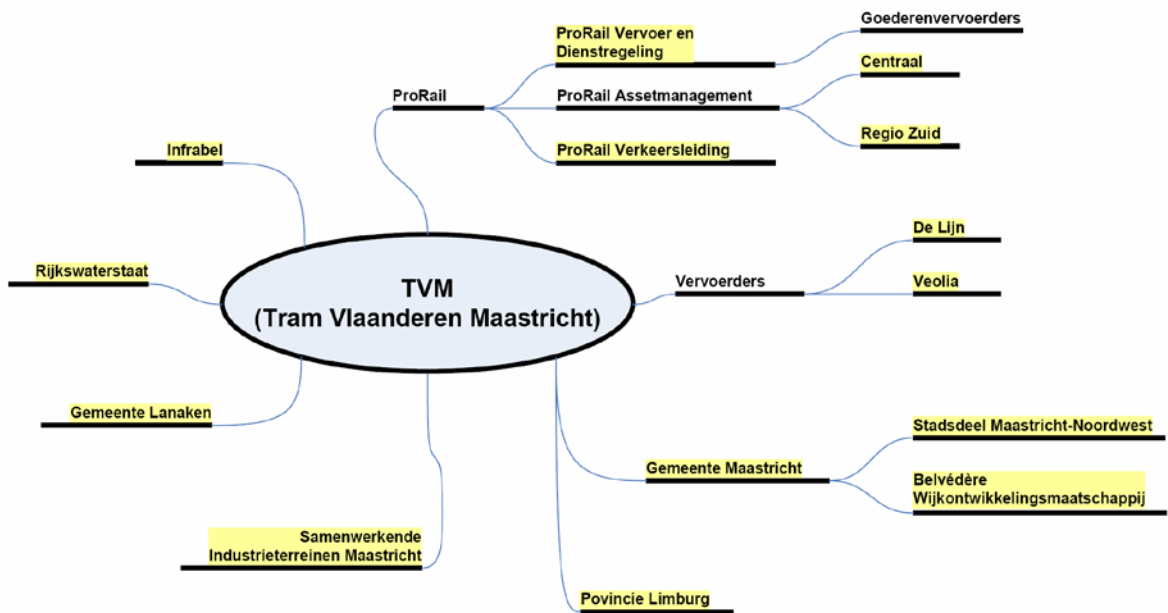 Goederenvervoerders
ProRail Vervoer en
Dienstregeling
Centraal
ProRail
ProRail Assetmanagement
Regio Zuid
ProRail Verkeersleiding
Infrabel
De Lijn
Rijkswaterstaat
TVM
(Tram Vlaanderen Maastricht)
Vervoerders
Veolia
Gemeente Lanaken
Stadsdeel Maastricht-Noordwest
Gemeente Maastricht
Belvédère
Wijkontwikkelingsmaatschappij
Samenwerkende
Industrieterreinen Maastricht
Povincie Limburg